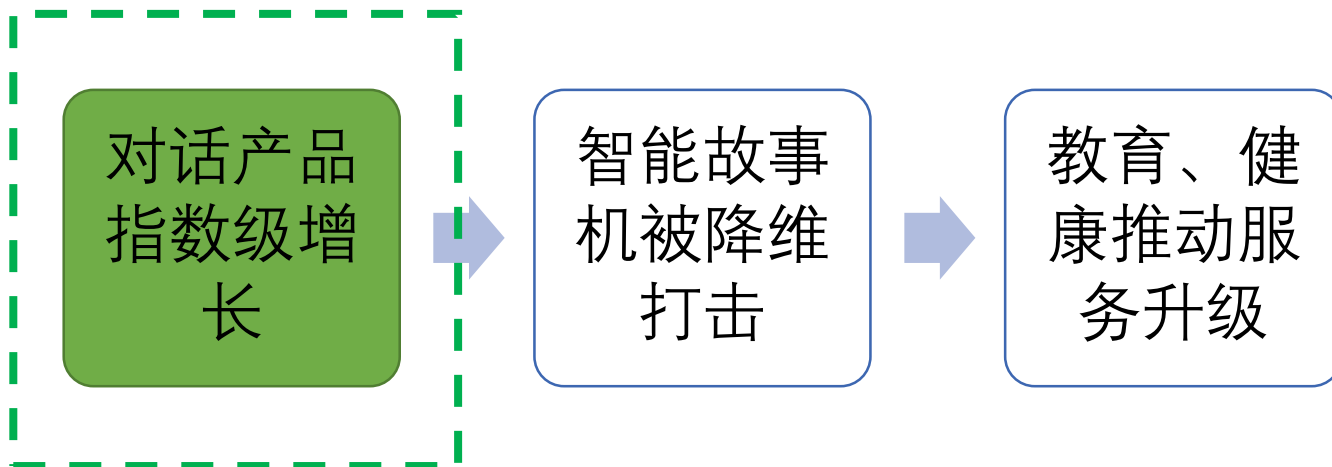 对话产品
指数级增
长
智能故事
机被降维
打击
教育、健
康推动服
务升级